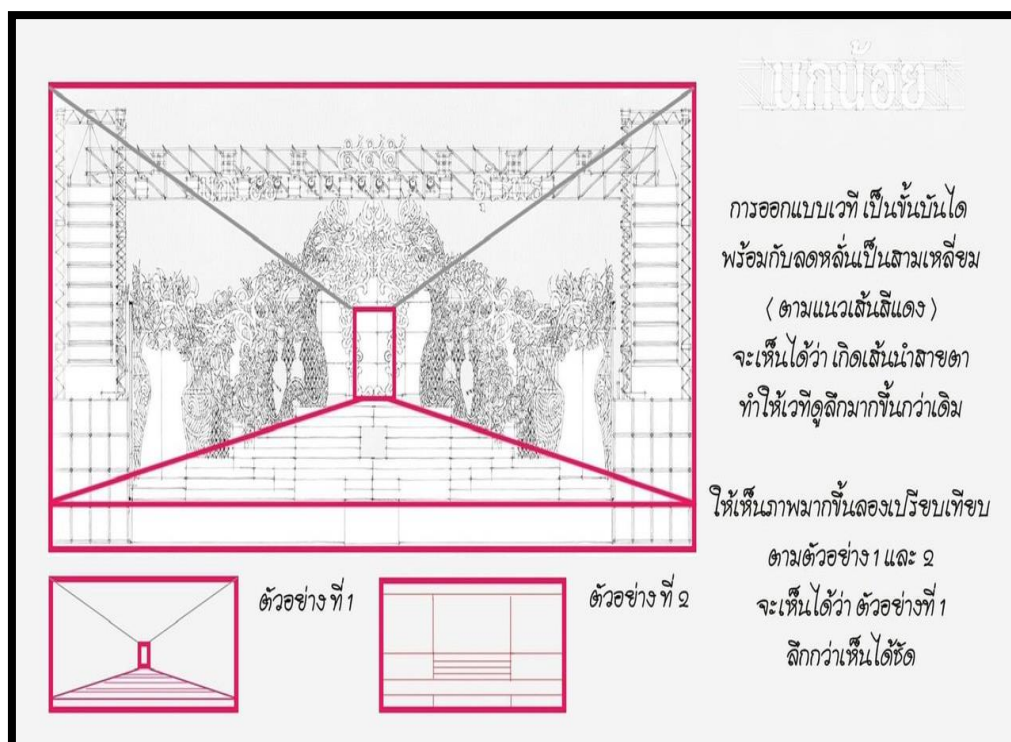 นกน้อย
การออกแบบเวที เป็นขั้นบันได
พร้อมกับลดหลั่นเป็นสามเหลี่ยม
( ตามแนวเส้นสีแดง )
จะเห็นได้ว่า เกิดเส้นนำสายตา
ทำให้เวทีดูลึกมากขึ้นกว่าเดิม
ให้เห็นภาพมากขึ้นลองเปรียบเทียบ
ตามตัวอย่าง 1 และ 2
จะเห็นได้ว่า ตัวอย่างที่ 1
ลึกกว่าเห็นได้ชัด
ตัวอย่าง ที่ 1
ตัวอย่าง ที่ 2